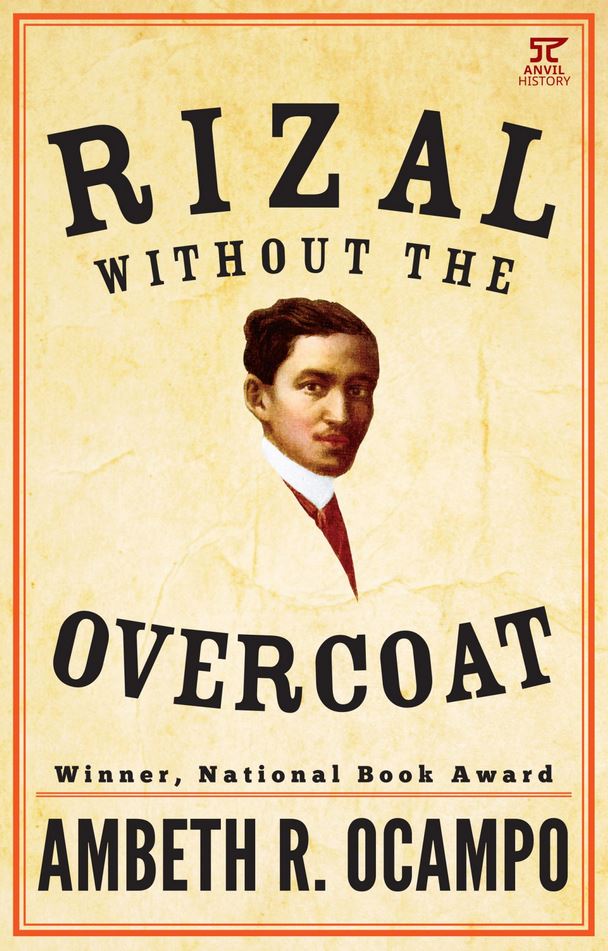 ANVIL
HISTORY
RIZAL
WITHOUT THE
OVERCOAT
Winner, National Book Award
AMBETH R. OCAMPO